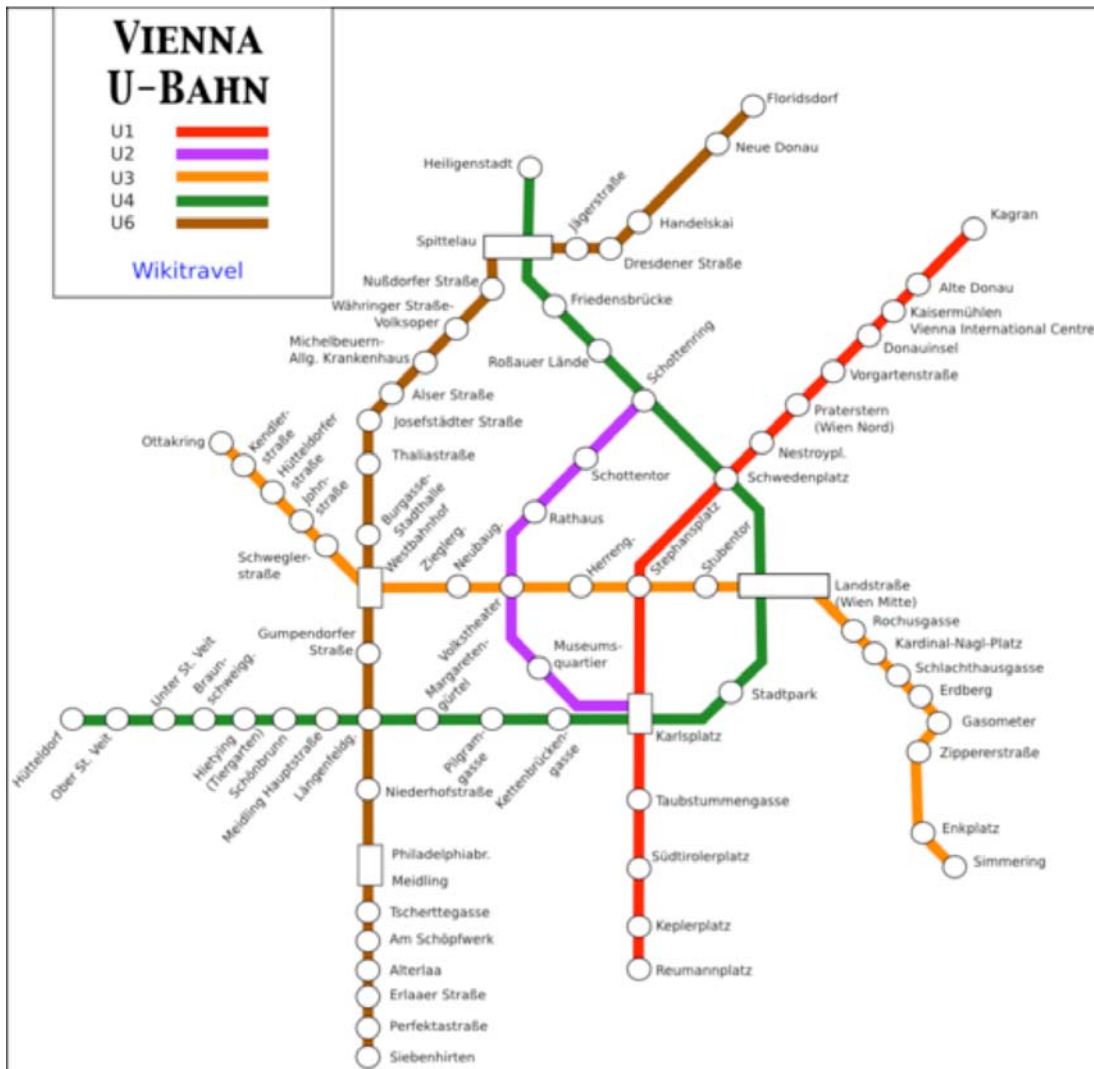 VIENNA
U-BAHN
U1
U2
U3
U4
U6
Wikitravel
Floridsdorf
Neue Donau
Heiligenstadt
Jägerstraße
Handelskai
Kagran
Spittelau
Dresdener Straße
Nußdorfer Straße
Alte Donau
Friedensbrücke
Währinger Straße-
Volksoper
Kaisermühlen
Vienna International Centre
Donauinsel
Michelbeuern-
Allg. Krankenhaus
Roßauer Lände
Schottenring
Vorgartenstraße
Alser Straße
Praterstern
(Wien Nord)
Josefstädter Straße
Ottakring
Kendler-
straße
Hütteldorfer
straße
John-
straße
Nestroypl.
Thaliastraße
Schottentor
Schwedenplatz
Burgasse-
Stadthalle
Westbahnhof
Rathaus
Schwegler-
straße
Zieglerg.
Neubaug.
Herreng.
Stephansplatz
Stubentor
Landstraße
(Wien Mitte)
Rochusgasse
Volkstheater
Gumpendorfer
Straße
Kardinal-Nagl-Platz
Museums-
quartier
Schlachthausgasse
Unter St. Veit
Braun-
schweigg.
Margareten-
gürtel
Stadtpark
Erdberg
Gasometer
Hütteldorf
Ober St. Veit
Hietying
(Tiergarten)
Schönbrunn
Meidling Hauptstraße
Längenfeldg.
Pilgram-
gasse
Kettenbrücken-
gasse
Karlsplatz
Zippererstraße
Niederhofstraße
Taubstummengasse
Enkplatz
Philadelphiabr.
Meidling
Südtirolerplatz
Simmering
Tscherttegasse
Keplerplatz
Am Schöpfwerk
Alterlaa
Reumannplatz
Erlaaer Straße
Perfektastraße
Siebenhirten